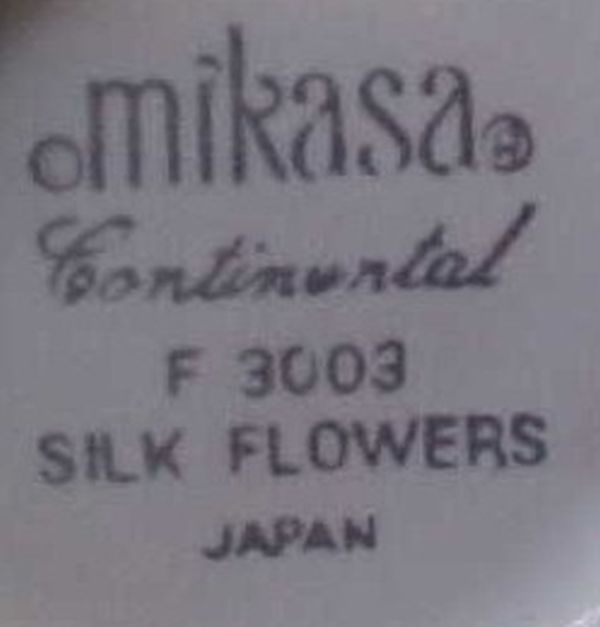 mikasa
Continental
F 3003
SILK FLOWERS
JAPAN